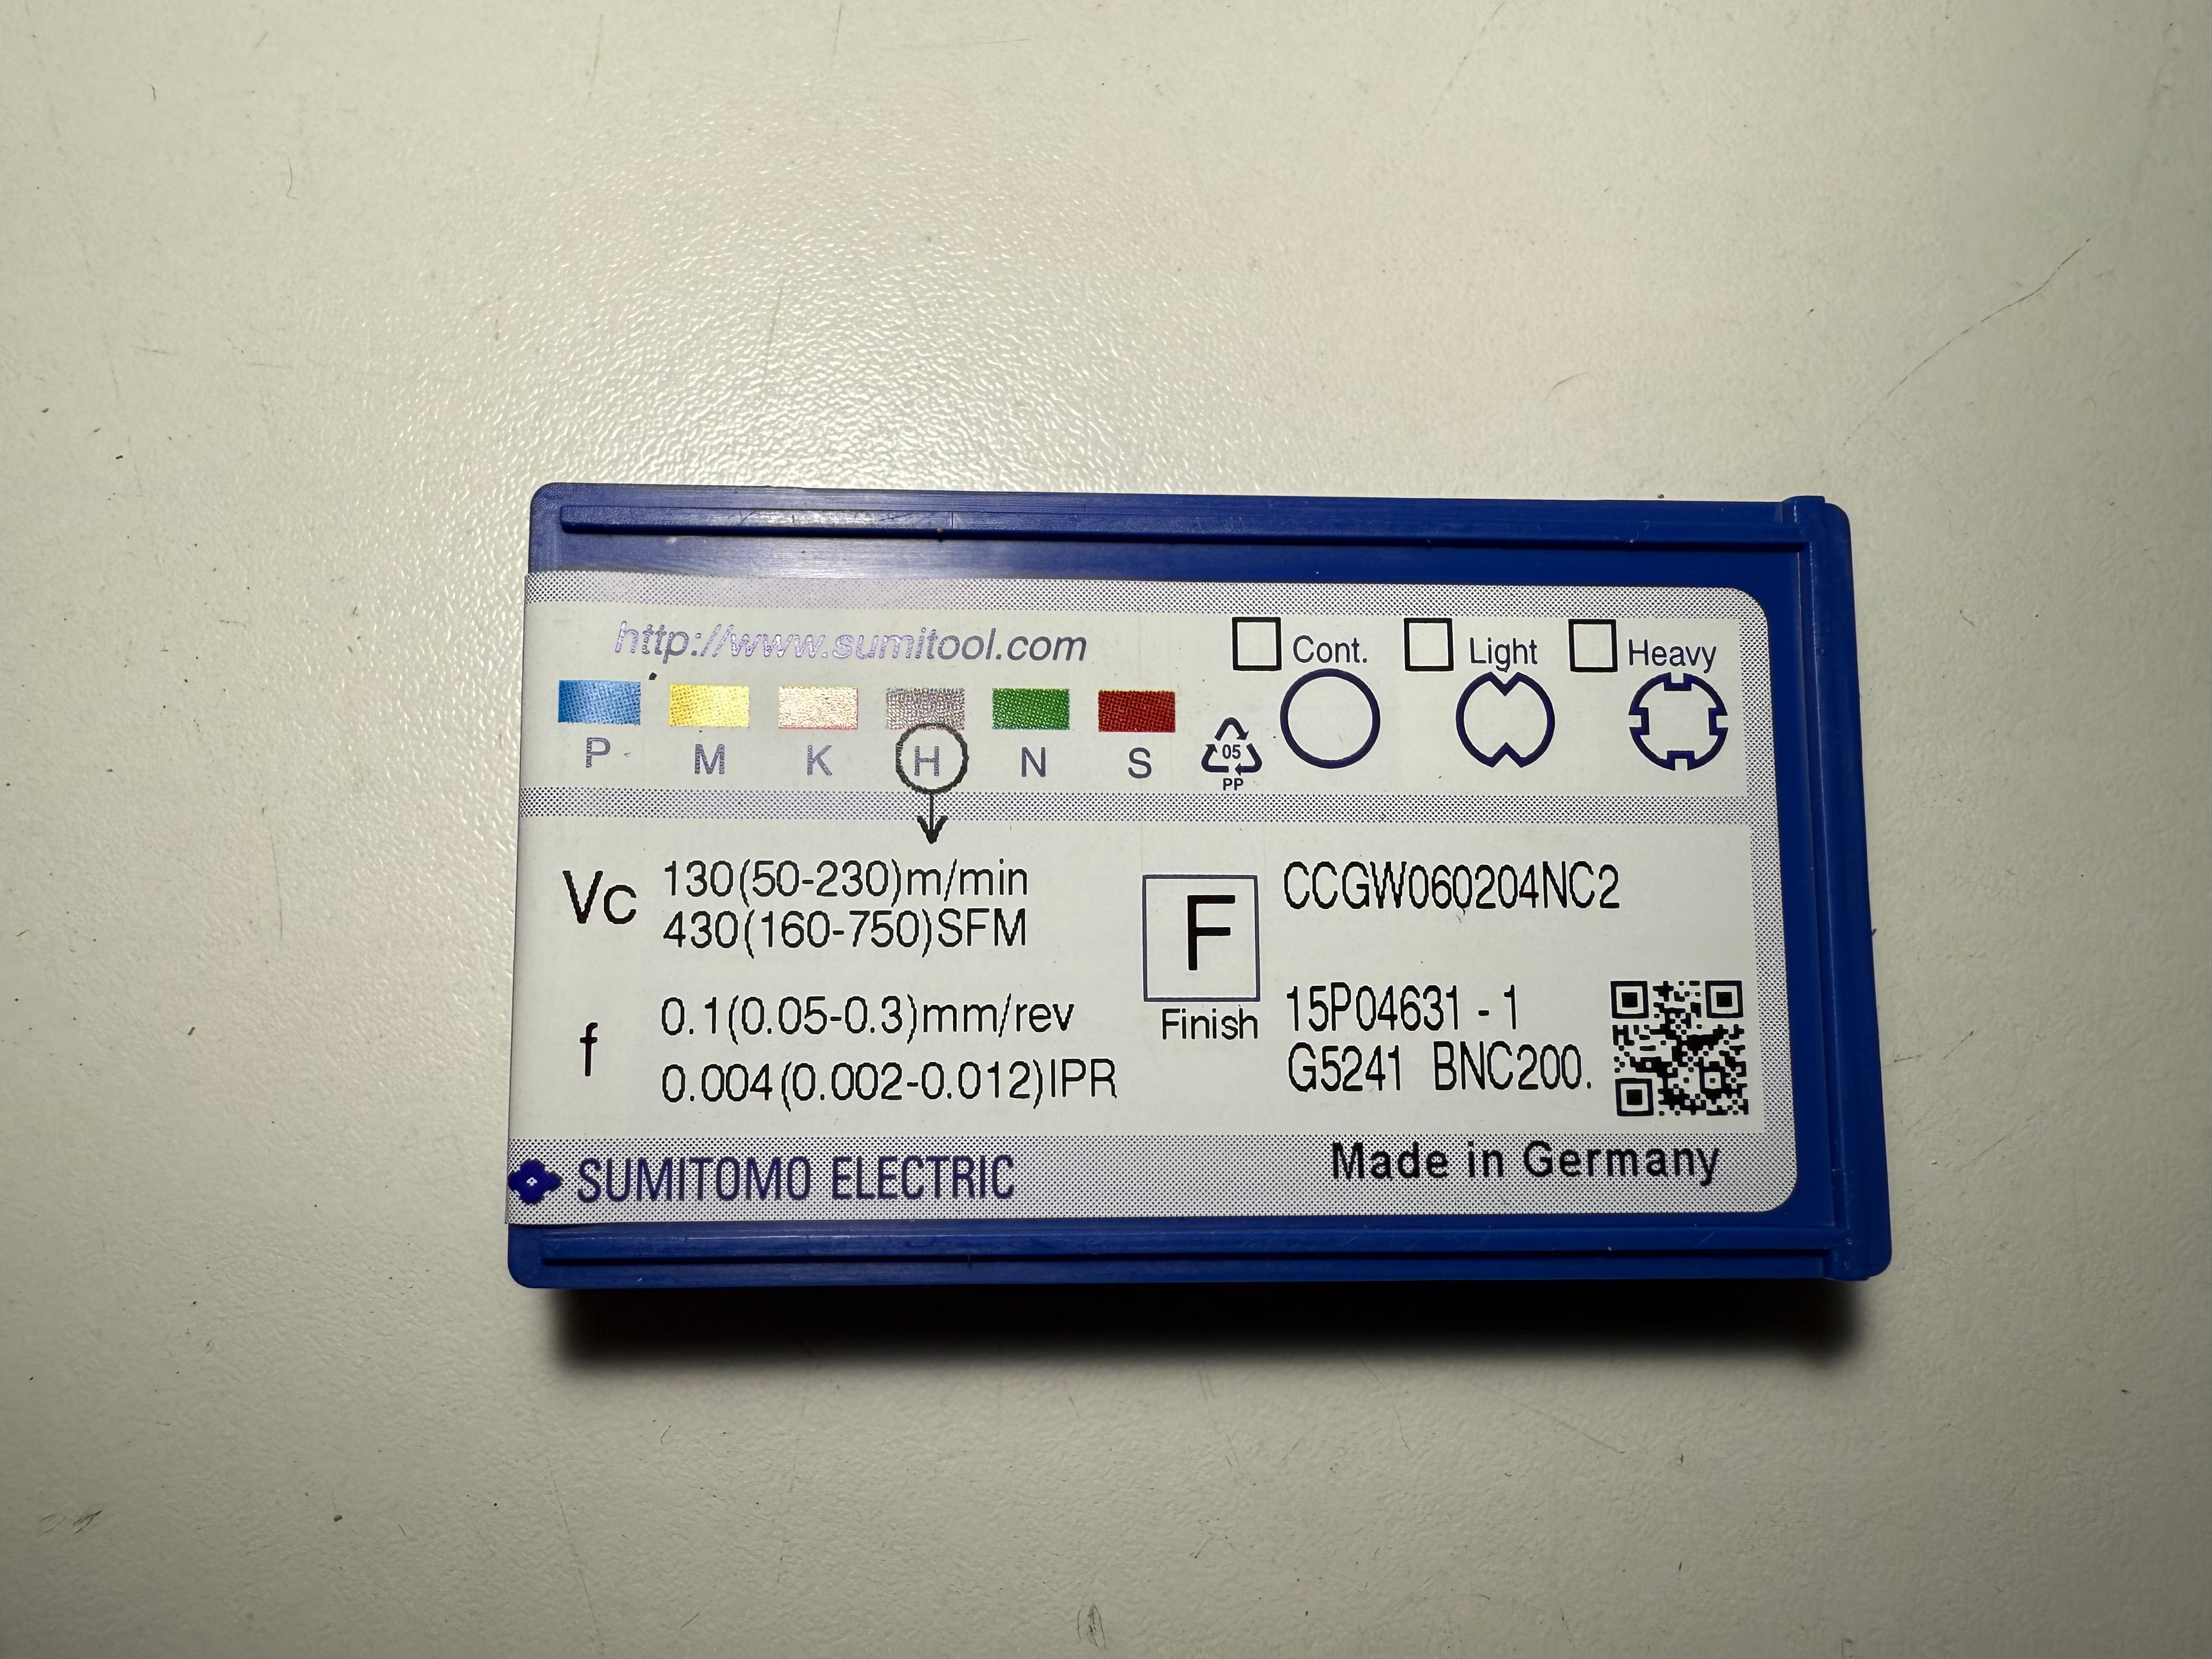 http://www.sumitool.com
Cont. Light Heavy
P M K H N S
05
PP
Vc 130(50-230)m/min
430(160-750)SFM
f 0.1(0.05-0.3)mm/rev
0.004(0.002-0.012)IPR
F
Finish
CCGW060204NC2
15P04631 - 1
G5241 BNC200.
SUMITOMO ELECTRIC
Made in Germany